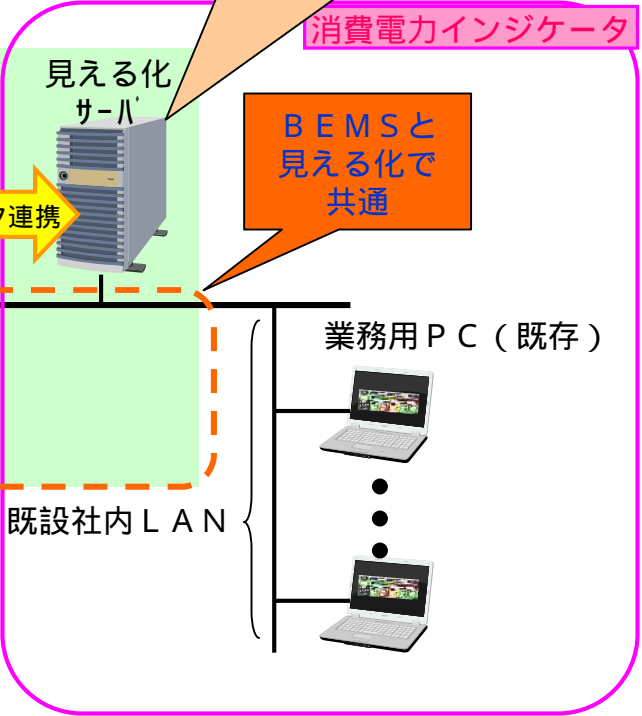 消費電力インジケータ
見える化
サーバ
ＢＥＭＳと
見える化で
共通
連携
業務用ＰＣ（既存）
既設社内ＬＡＮ